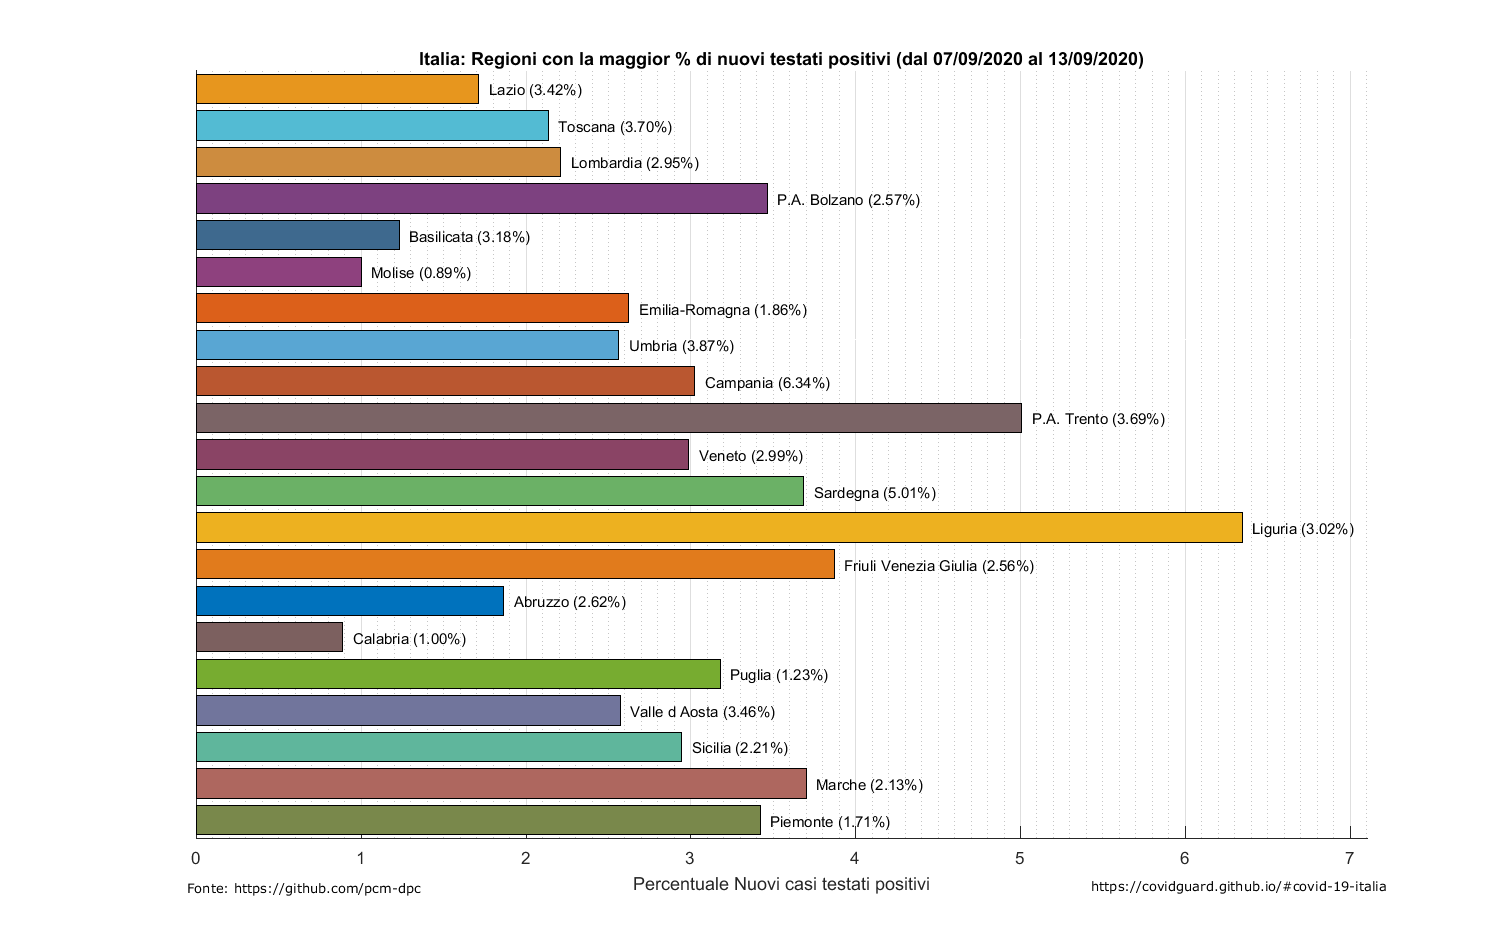 Italia: Regioni con la maggior % di nuovi testati positivi (dal 07/09/2020 al 13/09/2020)
Lazio (3.42%)
Toscana (3.70%)
Lombardia (2.95%)
P.A. Bolzano (2.57%)
Basilicata (3.18%)
Molise (0.89%)
Emilia-Romagna (1.86%)
Umbria (3.87%)
Campania (6.34%)
P.A. Trento (3.69%)
Veneto (2.99%)
Sardegna (5.01%)
Liguria (3.02%)
Friuli Venezia Giulia (2.56%)
Abruzzo (2.62%)
Calabria (1.00%)
Puglia (1.23%)
Valle d Aosta (3.46%)
Sicilia (2.21%)
Marche (2.13%)
Piemonte (1.71%)
0 1 2 3 4 5 6 7
Percentuale Nuovi casi testati positivi
Fonte: https://github.com/pcm-dpc
https://covidguard.github.io/#covid-19-italia